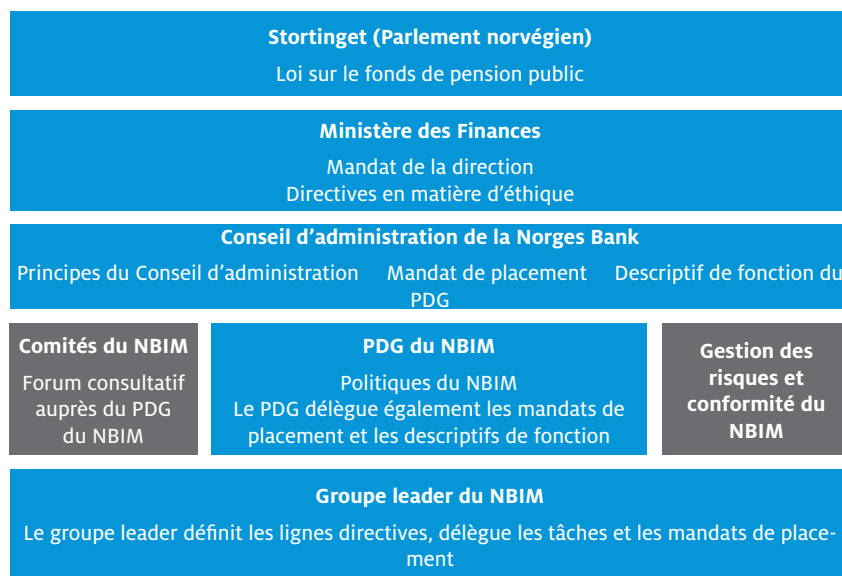 Stortinget (Parlement norvégien)
Loi sur le fonds de pension public
Ministère des Finances
Mandat de la direction
Directives en matière d'éthique
Conseil d'administration de la Norges Bank
Principes du Conseil d'administration Mandat de placement Descriptif de fonction du
PDG
Comités du NBIM
Forum consultatif
auprès du PDG
du NBIM
PDG du NBIM
Politiques du NBIM
Le PDG délègue également les mandats de
placement et les descriptifs de fonction
Gestion des
risques et
conformité du
NBIM
Groupe leader du NBIM
Le groupe leader définit les lignes directives, délègue les tâches et les mandats de place-
ment